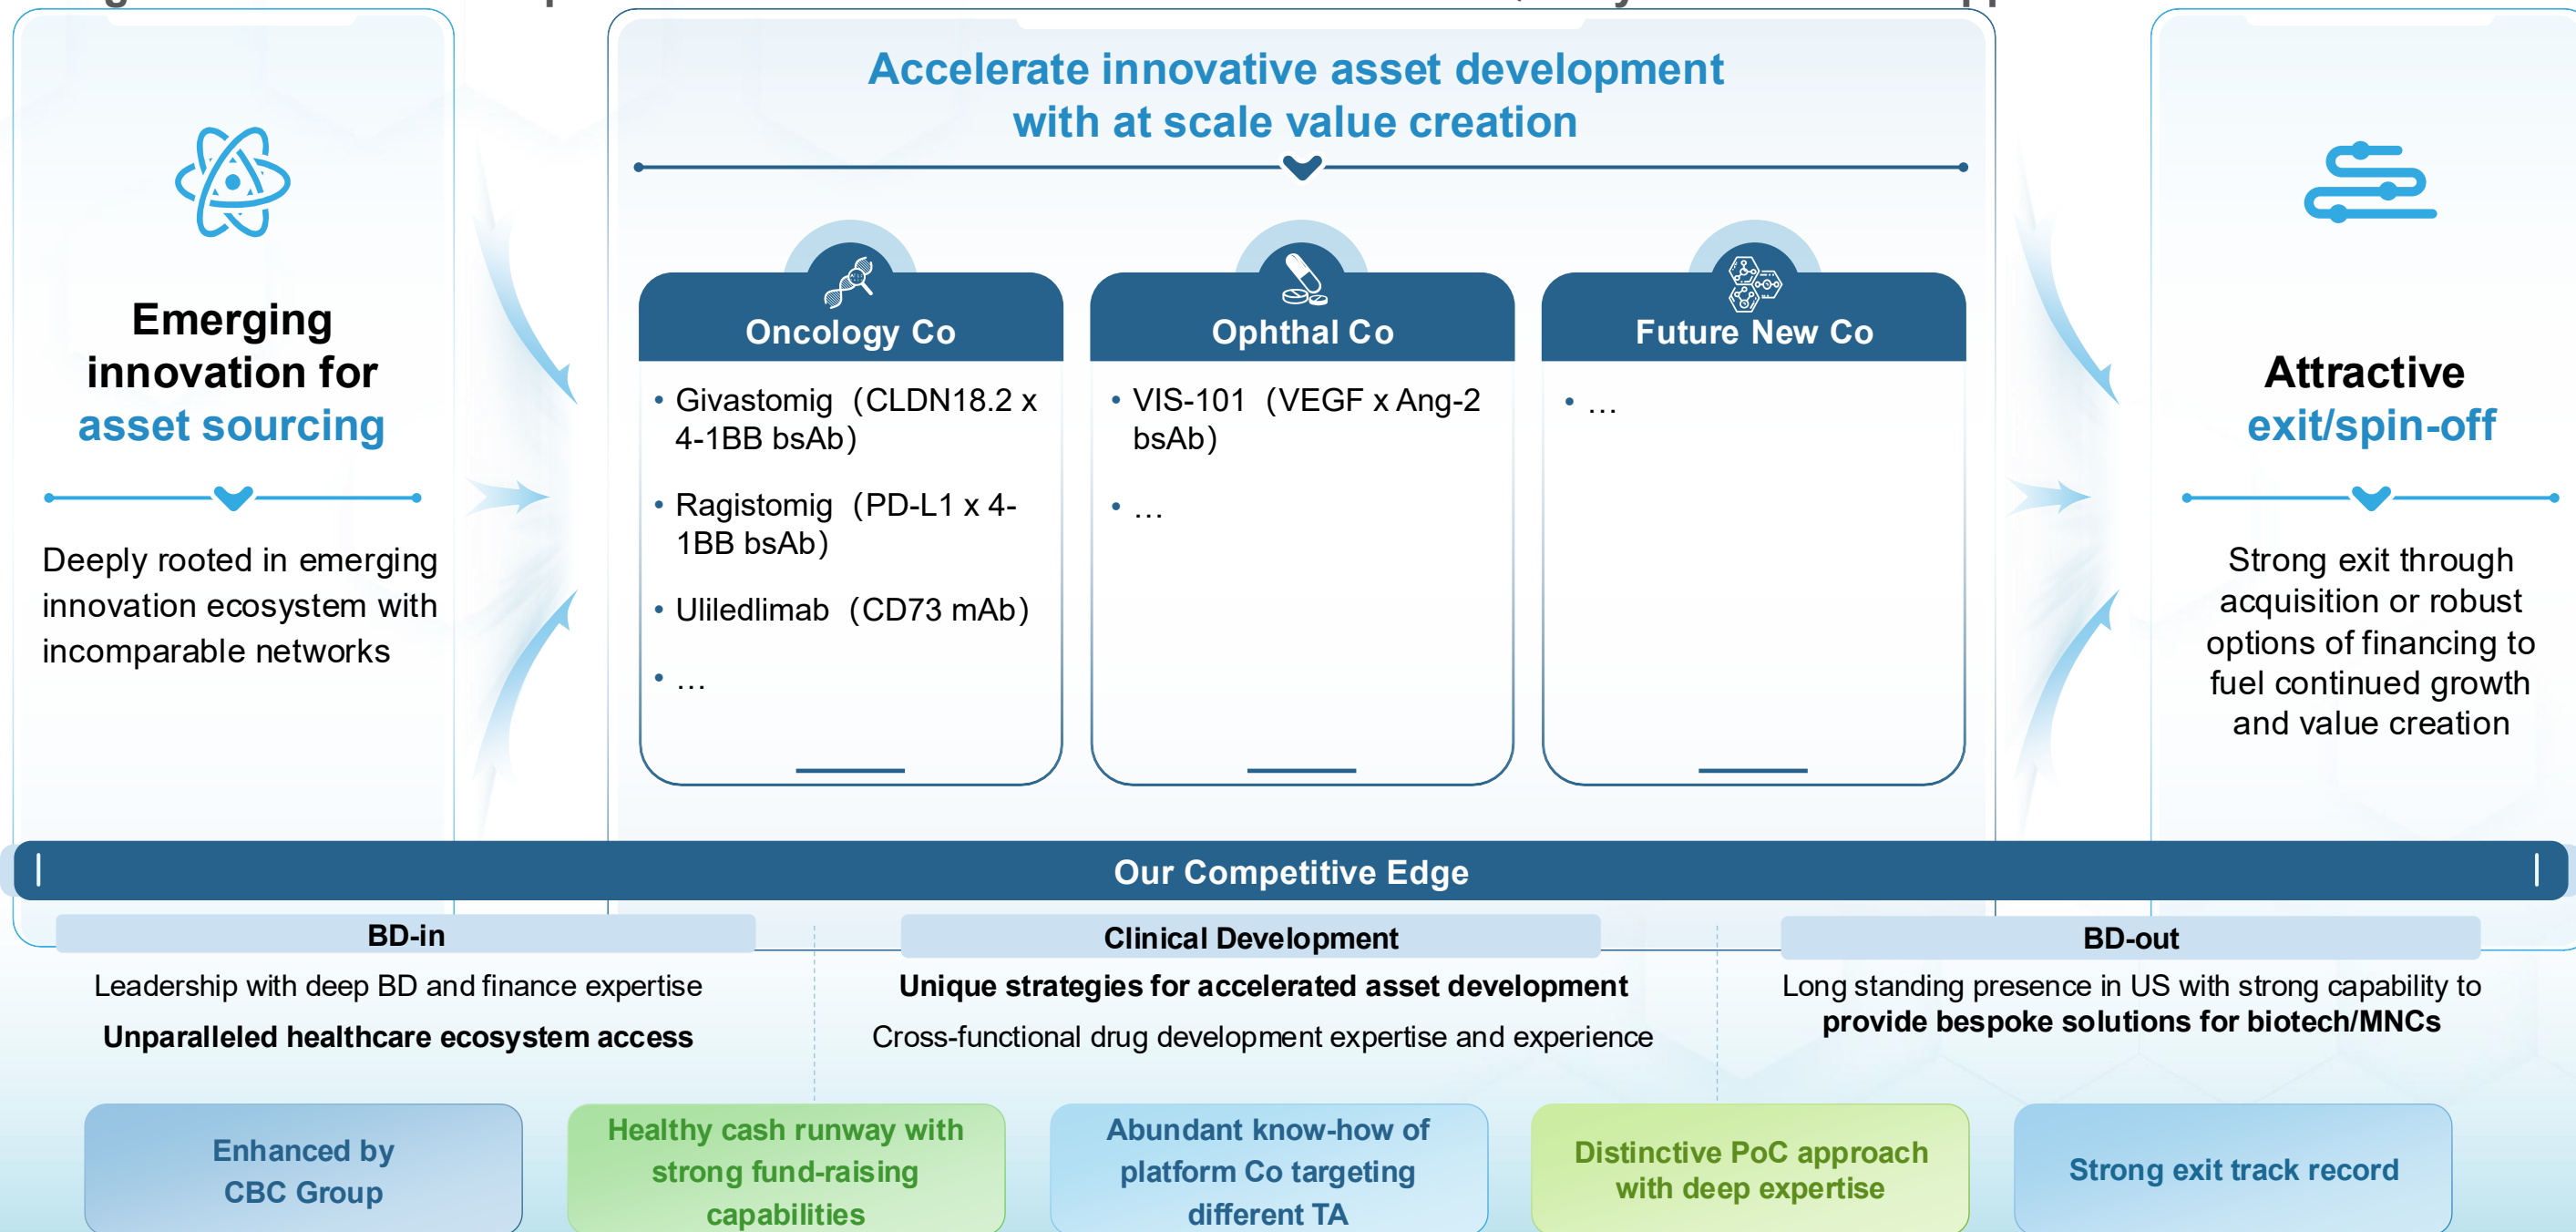 Emerging
innovation for
asset sourcing
Deeply rooted in emerging
innovation ecosystem with
incomparable networks
Accelerate innovative asset development
with at scale value creation
Oncology Co
• Givastomig (CLDN18.2 x
4-1BB bsAb)
• Ragistomig (PD-L1 x 4-
1BB bsAb)
• Uliledlimab (CD73 mAb)
• …
Ophthal Co
• VIS-101 (VEGF x Ang-2
bsAb)
• …
Future New Co
• …
Attractive
exit/spin-off
Strong exit through
acquisition or robust
options of financing to
fuel continued growth
and value creation
Our Competitive Edge
BD-in
Leadership with deep BD and finance expertise
Unparalleled healthcare ecosystem access
Clinical Development
Unique strategies for accelerated asset development
Cross-functional drug development expertise and experience
BD-out
Long standing presence in US with strong capability to
provide bespoke solutions for biotech/MNCs
Enhanced by
CBC Group
Healthy cash runway with
strong fund-raising
capabilities
Abundant know-how of
platform Co targeting
different TA
Distinctive PoC approach
with deep expertise
Strong exit track record